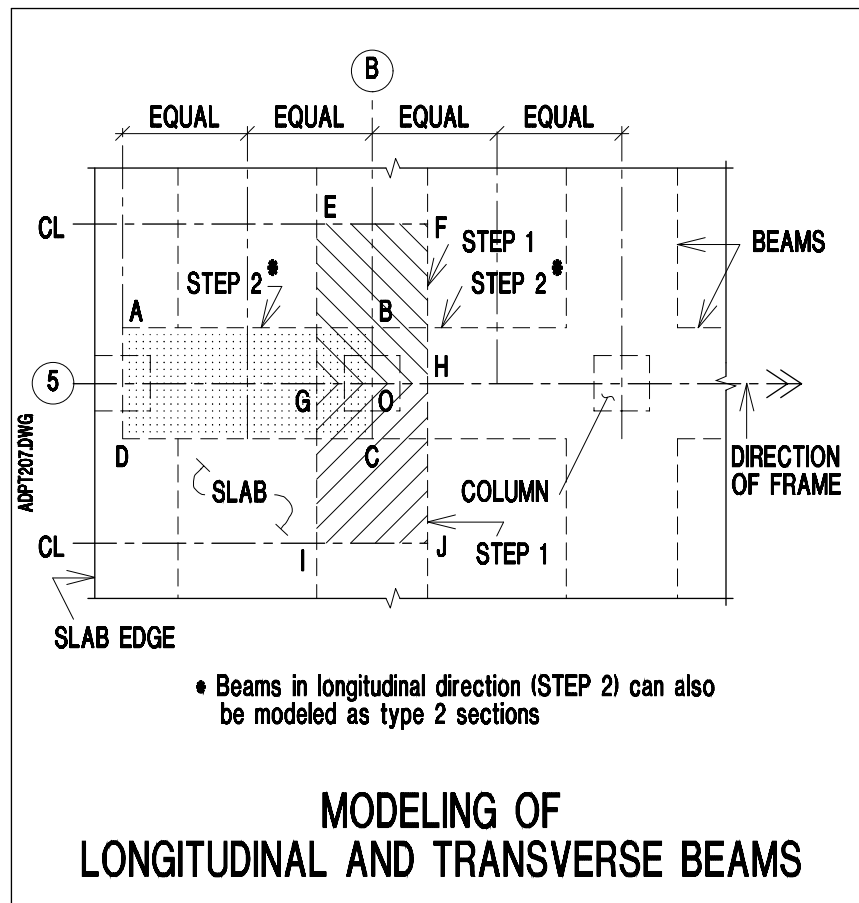 B
EQUAL EQUAL EQUAL EQUAL
E
CL F
STEP 1 BEAMS
STEP 2* STEP 2*
A B
H
5
G O
D C DIRECTION
SLAB COLUMN OF FRAME
ADPT207.DWG
CL J
I STEP 1
SLAB EDGE
* Beams in longitudinal direction (STEP 2) can also
be modeled as type 2 sections
MODELING OF
LONGITUDINAL AND TRANSVERSE BEAMS